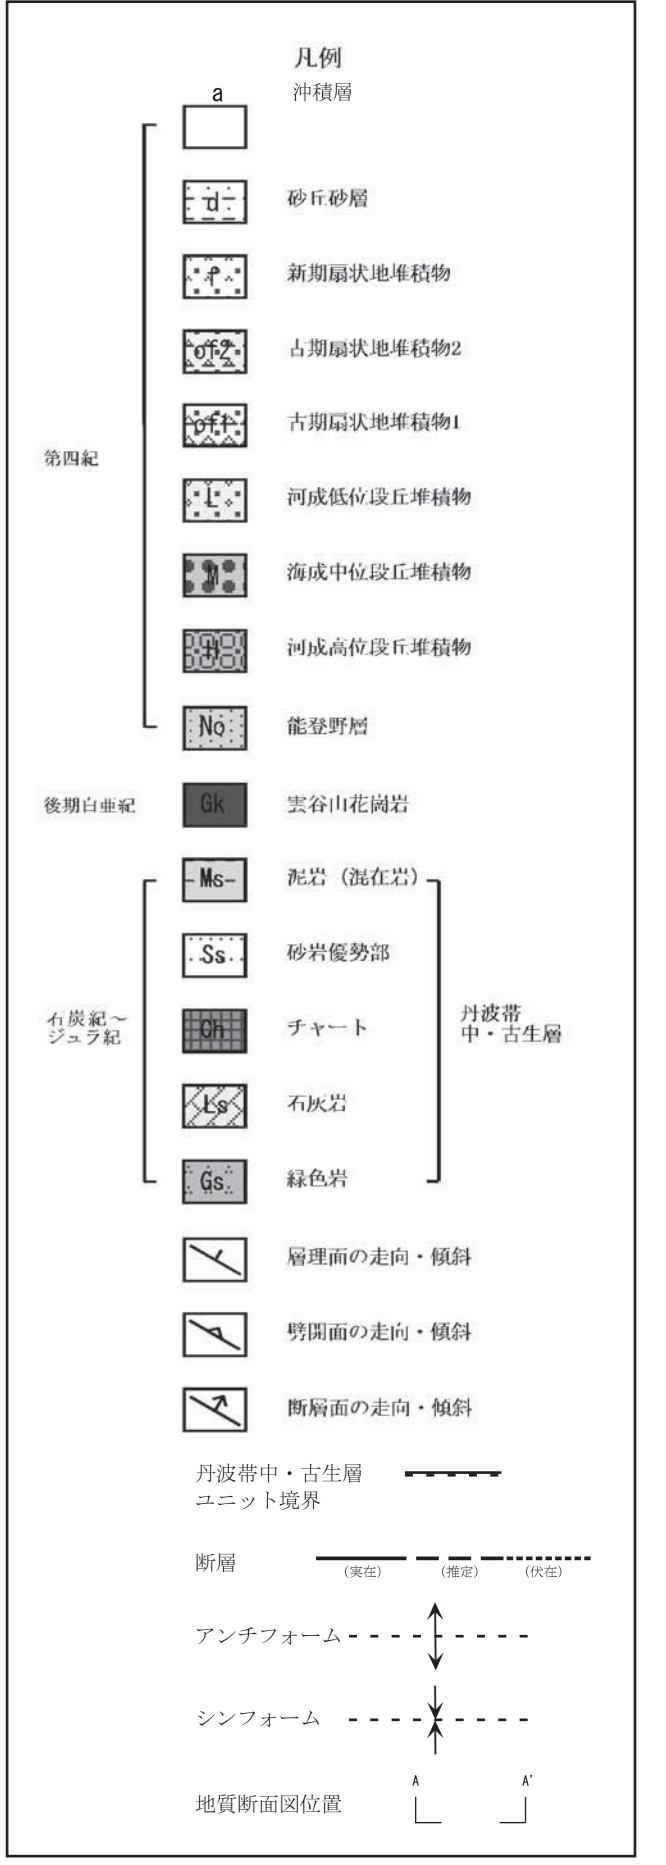 凡例
a 沖積層
d 砂丘砂層
f 新期扇状地堆積物
of2 古期扇状地堆積物2
of1 古期扇状地堆積物1
第四紀
L 河成低位段丘堆積物
M 海成中位段丘堆積物
H 河成高位段丘堆積物
No 能登野層
後期白亜紀 Gk 雲谷山花崗岩
Ms 泥岩（混在岩）
Ss 砂岩優勢部
石炭紀～
ジュラ紀
Ch チャート
丹波帯
中・古生層
Ls 石灰岩
Gs 緑色岩
層理面の走向・傾斜
劈開面の走向・傾斜
断層面の走向・傾斜
丹波帯中・古生層
ユニット境界
断層
（実在） （推定） （伏在）
アンチフォーム
シンフォーム
A A'
地質断面図位置